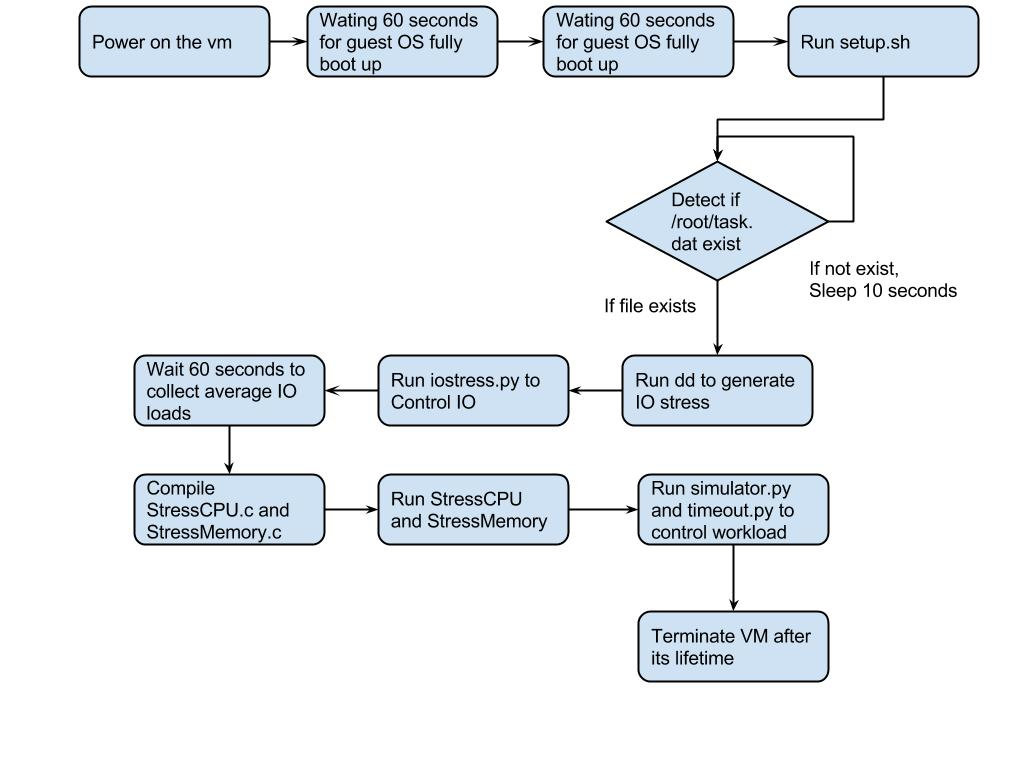 Power on the vm
Wating 60 seconds
for guest OS fully
boot up
Wating 60 seconds
for guest OS fully
boot up
Run setup.sh
Detect if
/root/task.
dat exist
If not exist,
Sleep 10 seconds
If file exists
Run dd to generate
IO stress
Run iostress.py to
Control IO
Wait 60 seconds to
collect average IO
loads
Compile
StressCPU.c and
StressMemory.c
Run StressCPU
and StressMemory
Run simulator.py
and timeout.py to
control workload
Terminate VM after
its lifetime